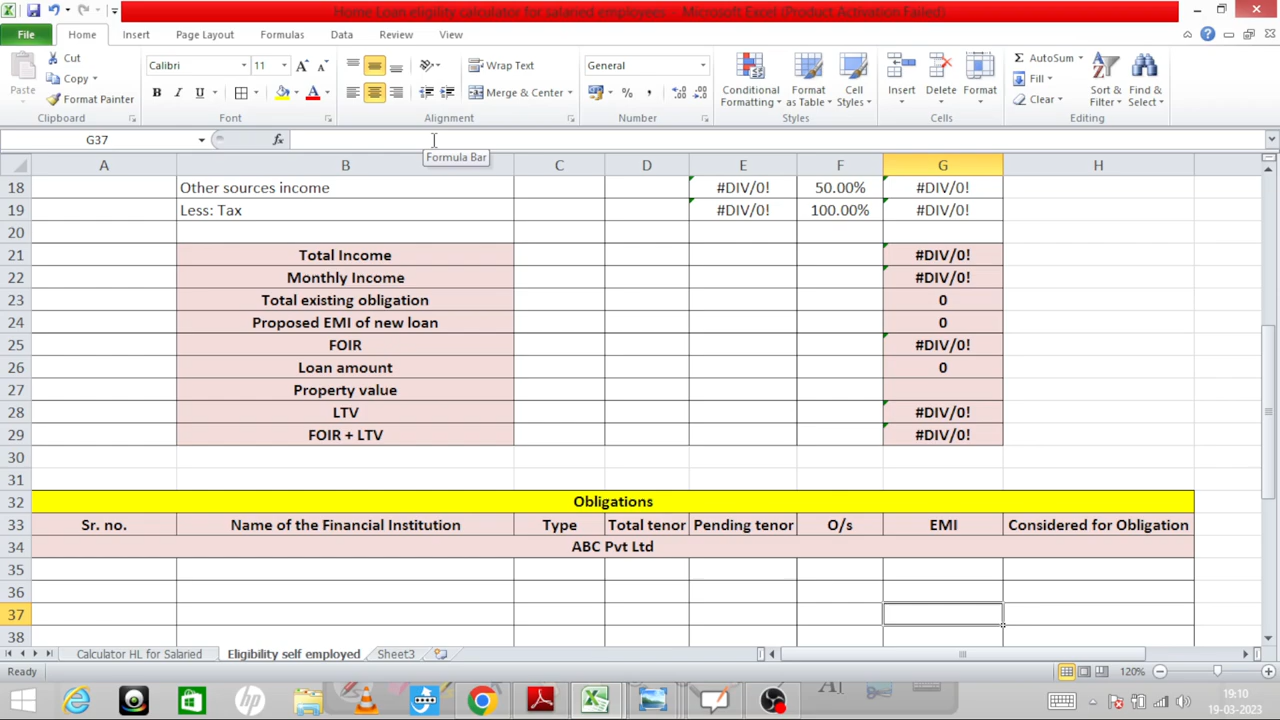 Home Loan eligility calculator for salaried employees - Microsoft Excel (Product Activation Failed)
File Home Insert Page Layout Formulas Data Review View
Paste Cut Copy Format Painter Clipboard
Calibri 11 B I U A A A Font
Wrap Text Merge & Center Alignment
General % , Number
Conditional Formatting Format as Table Cell Styles Styles
Insert Delete Format Cells
Σ AutoSum Fill Clear Sort & Filter Find & Select Editing
G37 fx
Formula Bar
A B C D E F G H
18 Other sources income #DIV/0! 50.00% #DIV/0!
19 Less: Tax #DIV/0! 100.00% #DIV/0!
20
21 Total Income #DIV/0!
22 Monthly Income #DIV/0!
23 Total existing obligation 0
24 Proposed EMI of new loan 0
25 FOIR #DIV/0!
26 Loan amount 0
27 Property value
28 LTV #DIV/0!
29 FOIR + LTV #DIV/0!
30
31
32 Obligations
33 Sr. no. Name of the Financial Institution Type Total tenor Pending tenor O/s EMI Considered for Obligation
34 ABC Pvt Ltd
35
36
37
38
Calculator HL for Salaried Eligibility self employed Sheet3
Ready 120%
19:10
19-03-2023